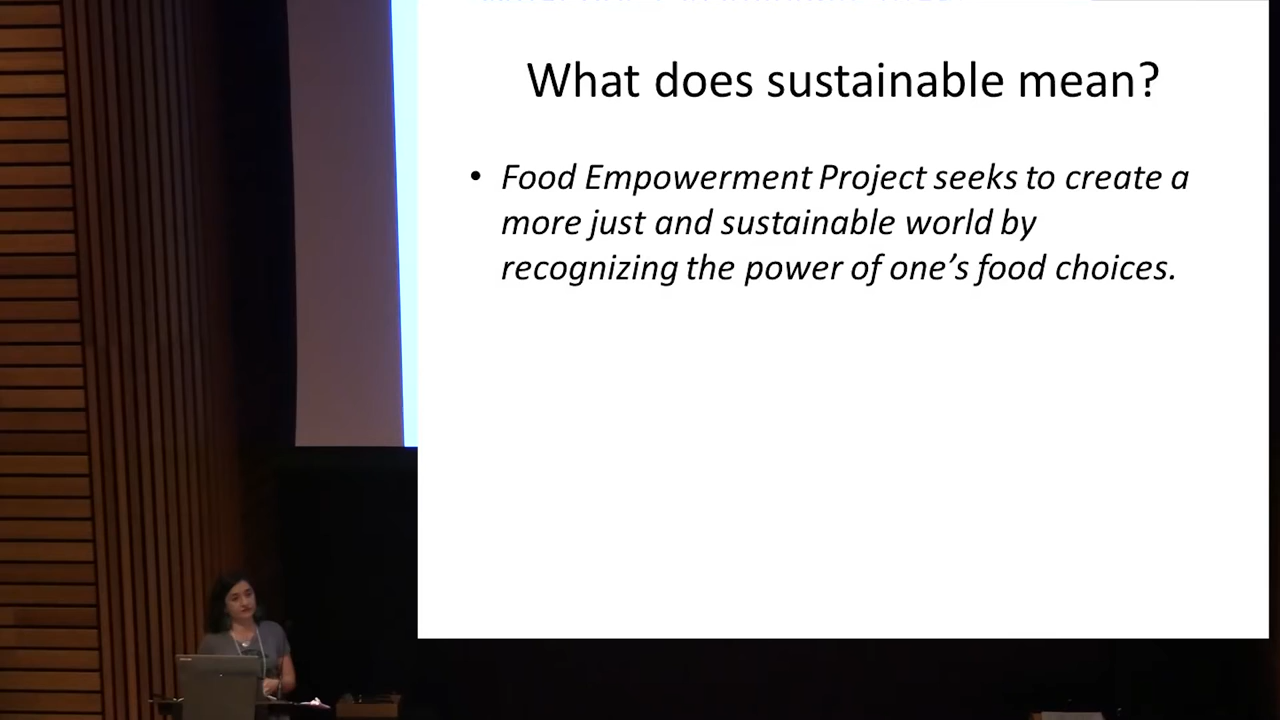 What does sustainable mean?
• Food Empowerment Project seeks to create a
more just and sustainable world by
recognizing the power of one's food choices.